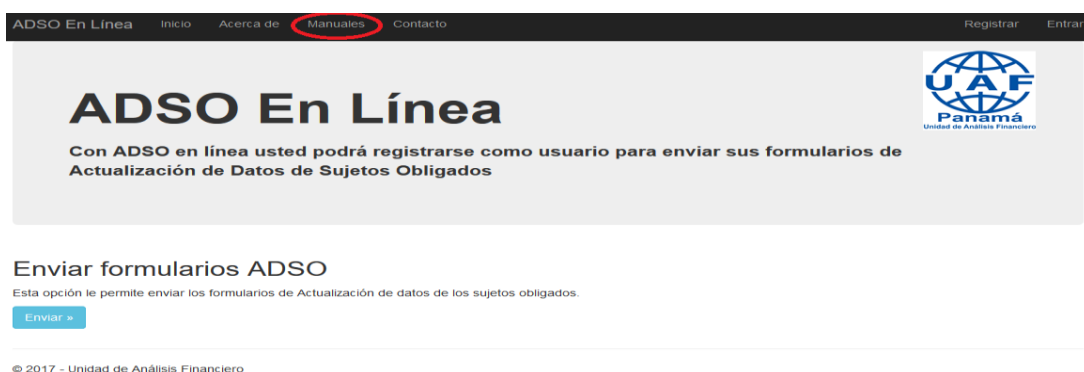 ADSO En Línea Inicio Acerca de Manuales Contacto Registrar Entrar
UAF
Panamá
Unidad de Análisis Financiero
ADSO En Línea
Con ADSO en línea usted podrá registrarse como usuario para enviar sus formularios de
Actualización de Datos de Sujetos Obligados
Enviar formularios ADSO
Esta opción le permite enviar los formularios de Actualización de datos de los sujetos obligados.
Enviar »
© 2017 - Unidad de Análisis Financiero